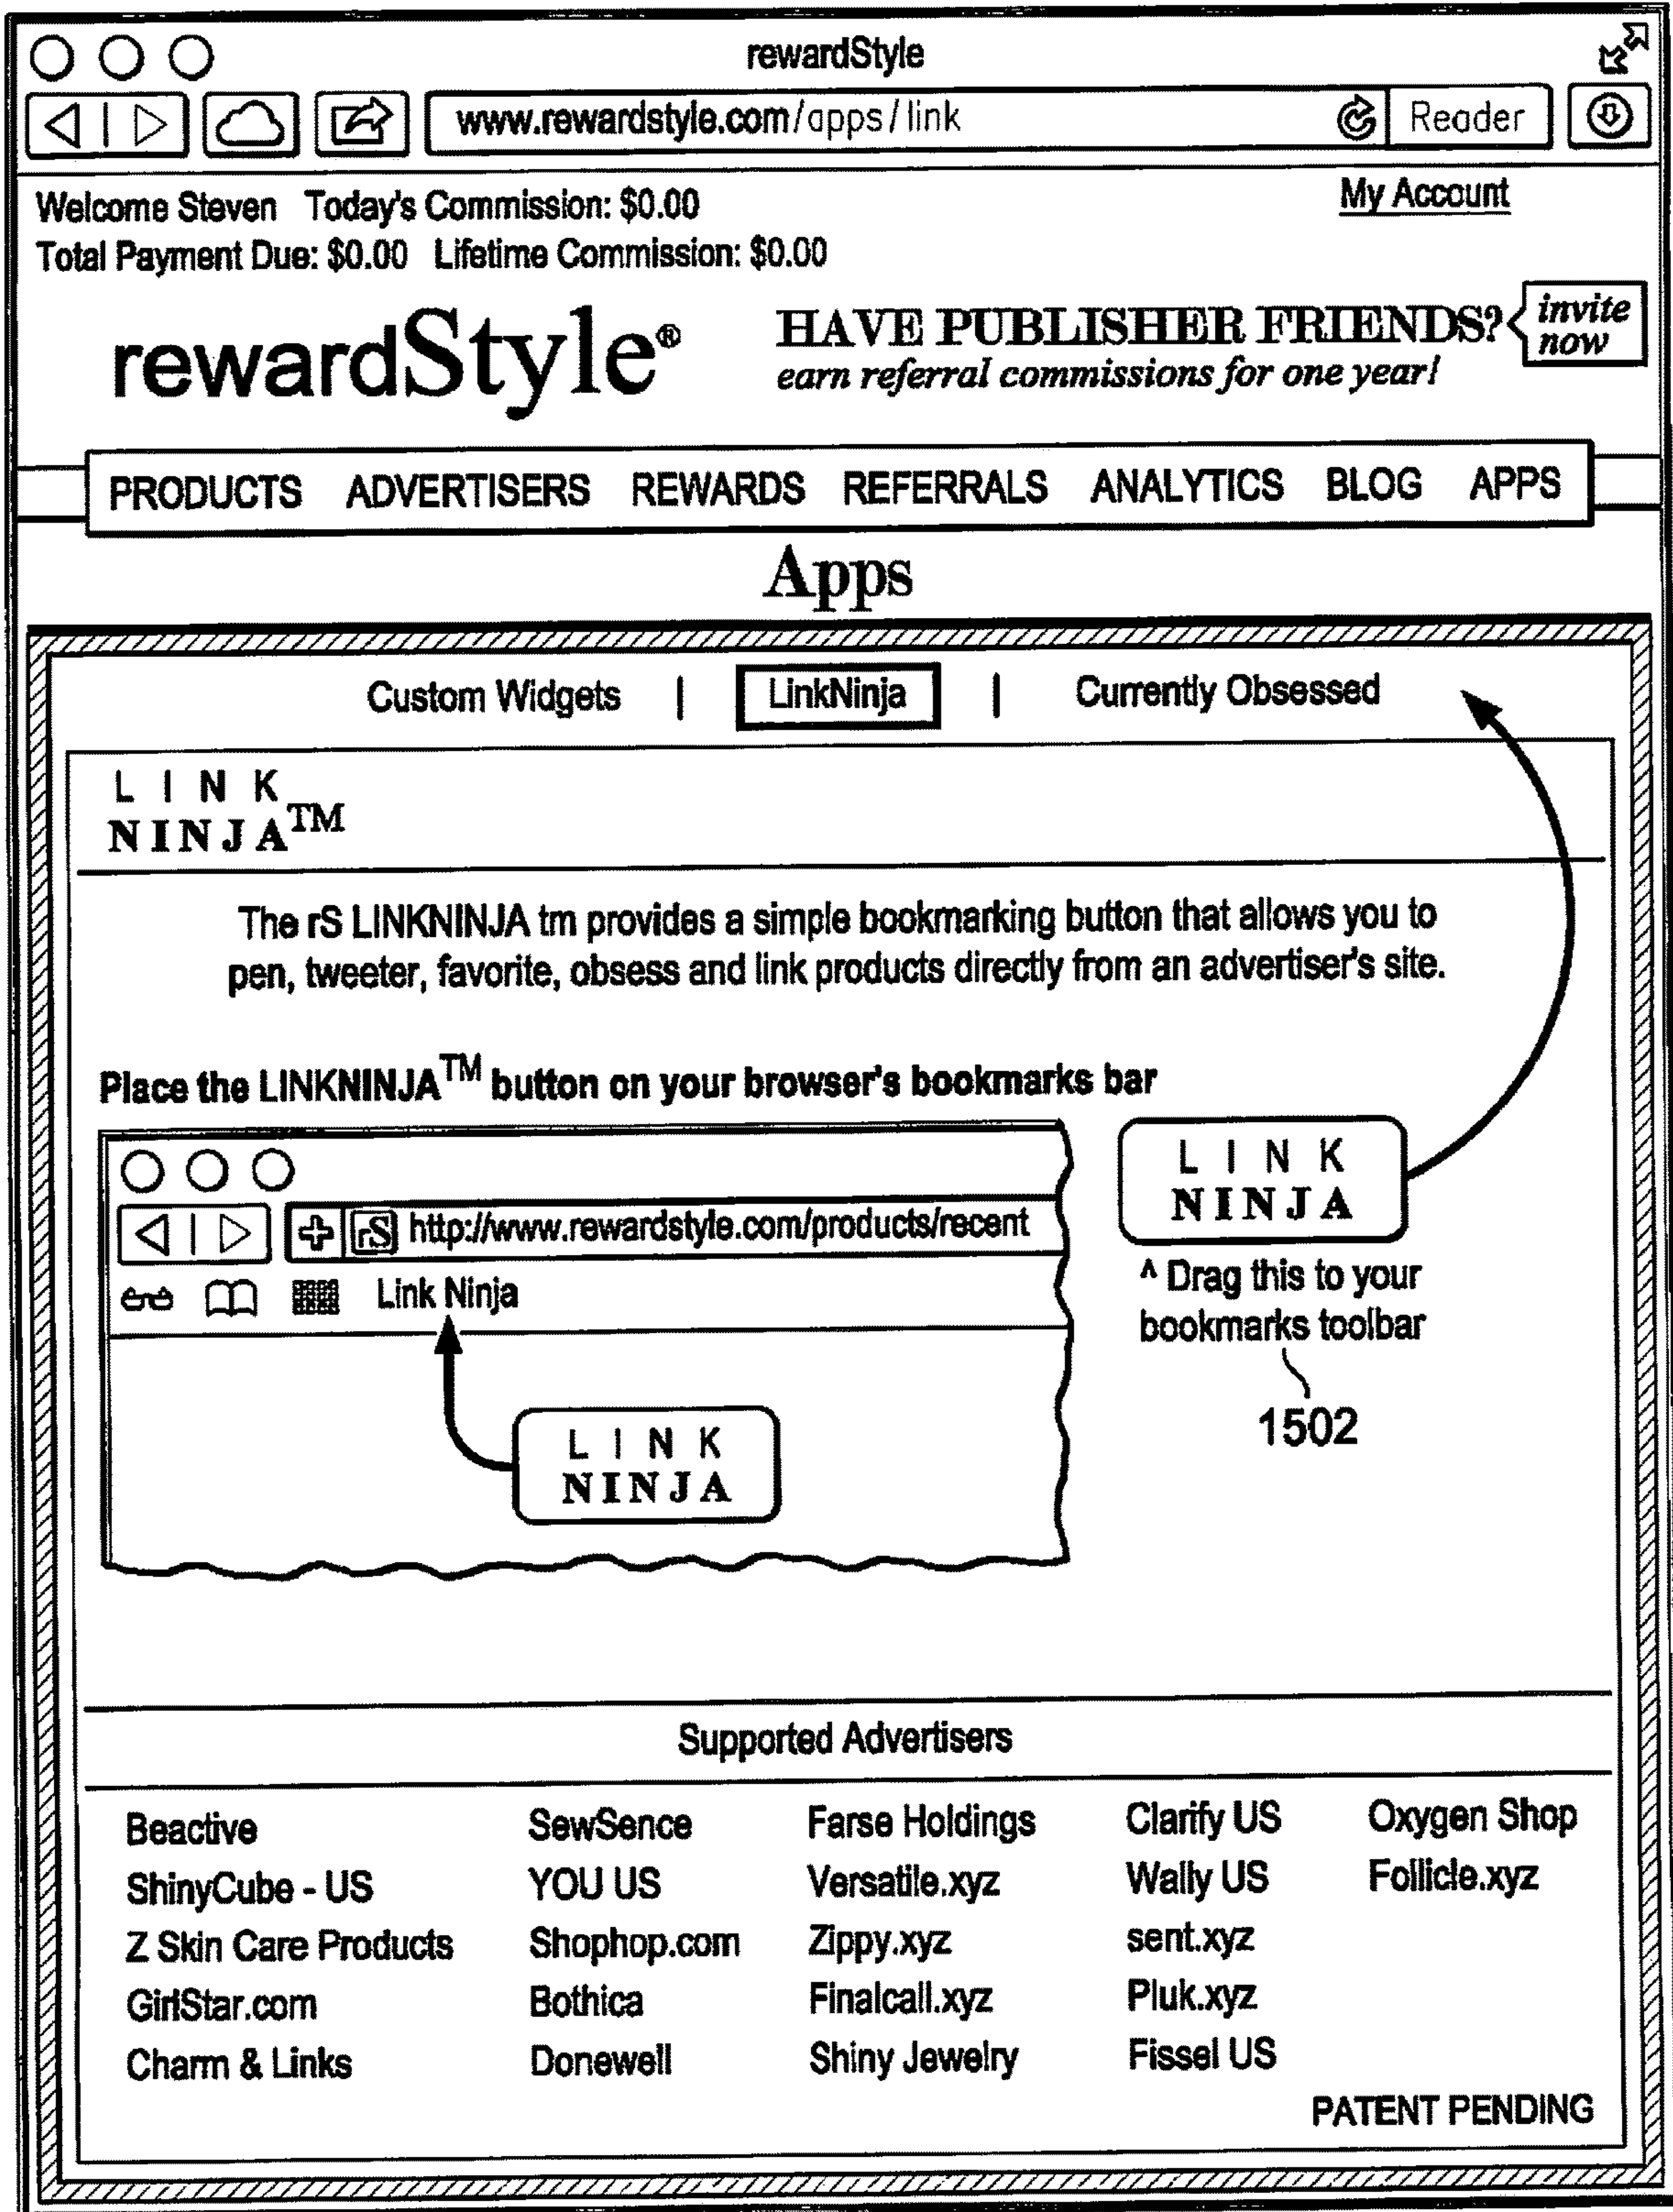 rewardStyle
www.rewardstyle.com/apps/link Reader
Welcome Steven Today's Commission: $0.00 My Account
Total Payment Due: $0.00 Lifetime Commission: $0.00
rewardStyle®
HAVE PUBLISHER FRIENDS?
earn referral commissions for one year!
invite
now
PRODUCTS ADVERTISERS REWARDS REFERRALS ANALYTICS BLOG APPS
Apps
Custom Widgets | LinkNinja | Currently Obsessed
LINK
NINJA™
The rS LINKNINJA tm provides a simple bookmarking button that allows you to
pen, tweeter, favorite, obsess and link products directly from an advertiser's site.
Place the LINKNINJA™ button on your browser's bookmarks bar
rS http://www.rewardstyle.com/products/recent
Link Ninja
LINK
NINJA
LINK
NINJA
^ Drag this to your
bookmarks toolbar
1502
Supported Advertisers
Beactive SewSence Farse Holdings Clarify US Oxygen Shop
ShinyCube - US YOU US Versatile.xyz Wally US Follicle.xyz
Z Skin Care Products Shophop.com Zippy.xyz sent.xyz
GirlStar.com Bothica Finalcall.xyz Pluk.xyz
Charm & Links Donewell Shiny Jewelry Fissel US
PATENT PENDING